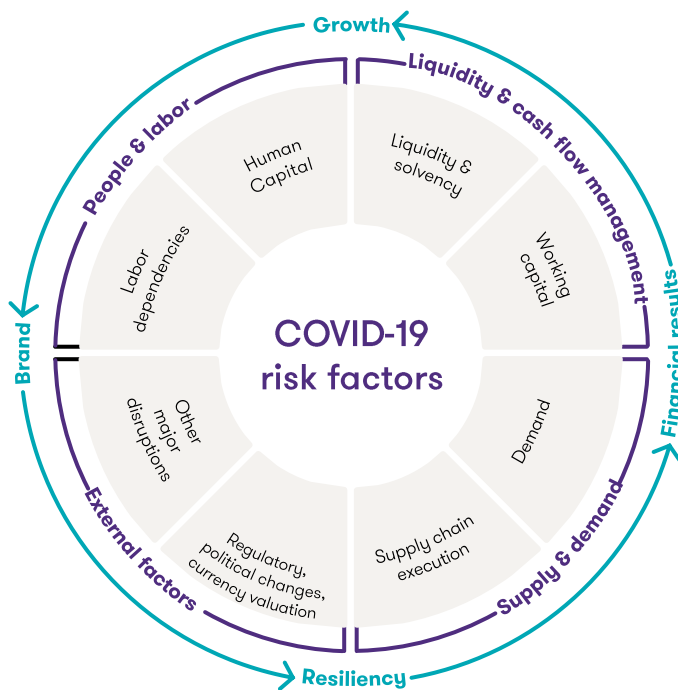 Growth
Liquidity & cash flow management
People & labor
Human
Capital
Liquidity &
solvency
Labor
dependencies
Working
capital
Financial results
Brand
COVID-19
risk factors
Other
major
disruptions
Demand
External factors
Regulatory,
political changes,
currency valuation
Supply chain
execution
Supply & demand
Resiliency